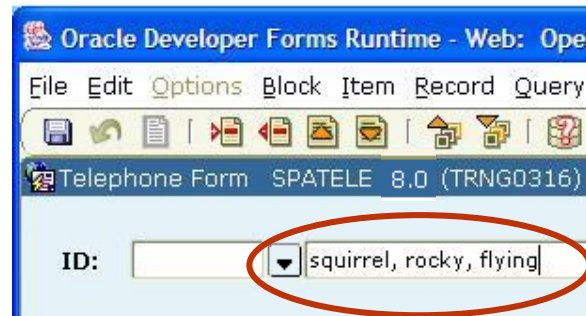 Oracle Developer Forms Runtime - Web: Ope
File Edit Options Block Item Record Query
Telephone Form SPATELE 8.0 (TRNG0316)
ID: squirrel, rocky, flying